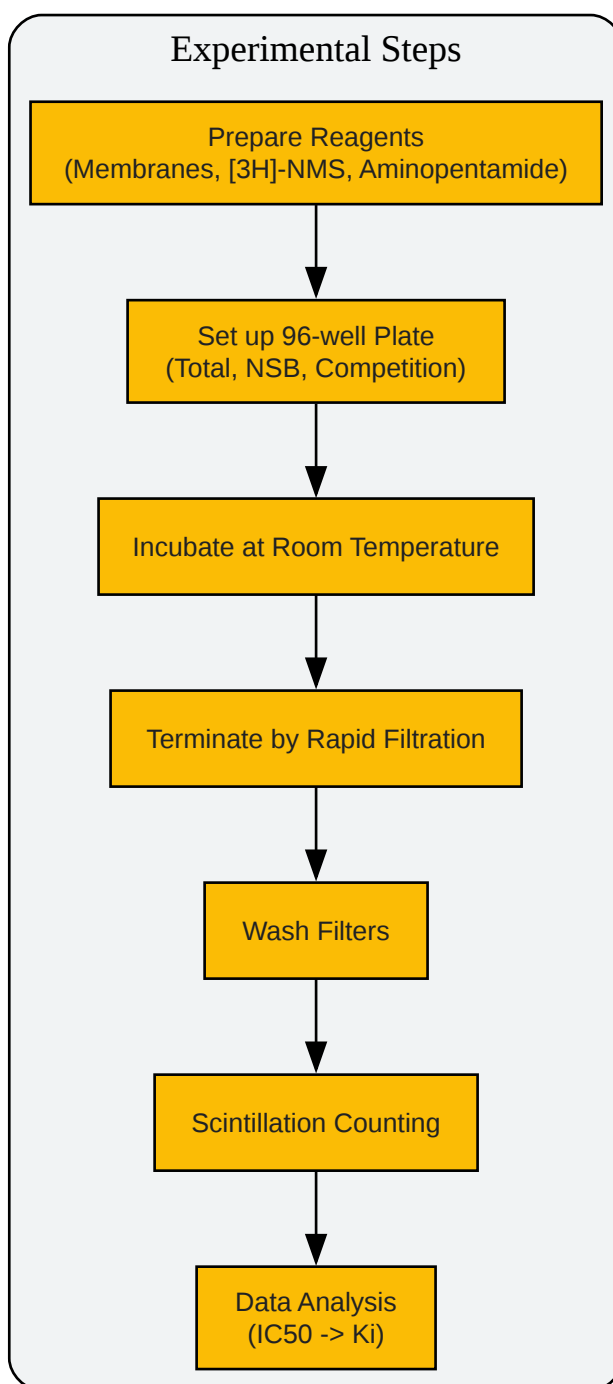 Experimental Steps
Prepare Reagents
(Membranes, [3H]-NMS, Aminopentamide)
Set up 96-well Plate
(Total, NSB, Competition)
Incubate at Room Temperature
Terminate by Rapid Filtration
Wash Filters
Scintillation Counting
Data Analysis
(IC50 -> Ki)